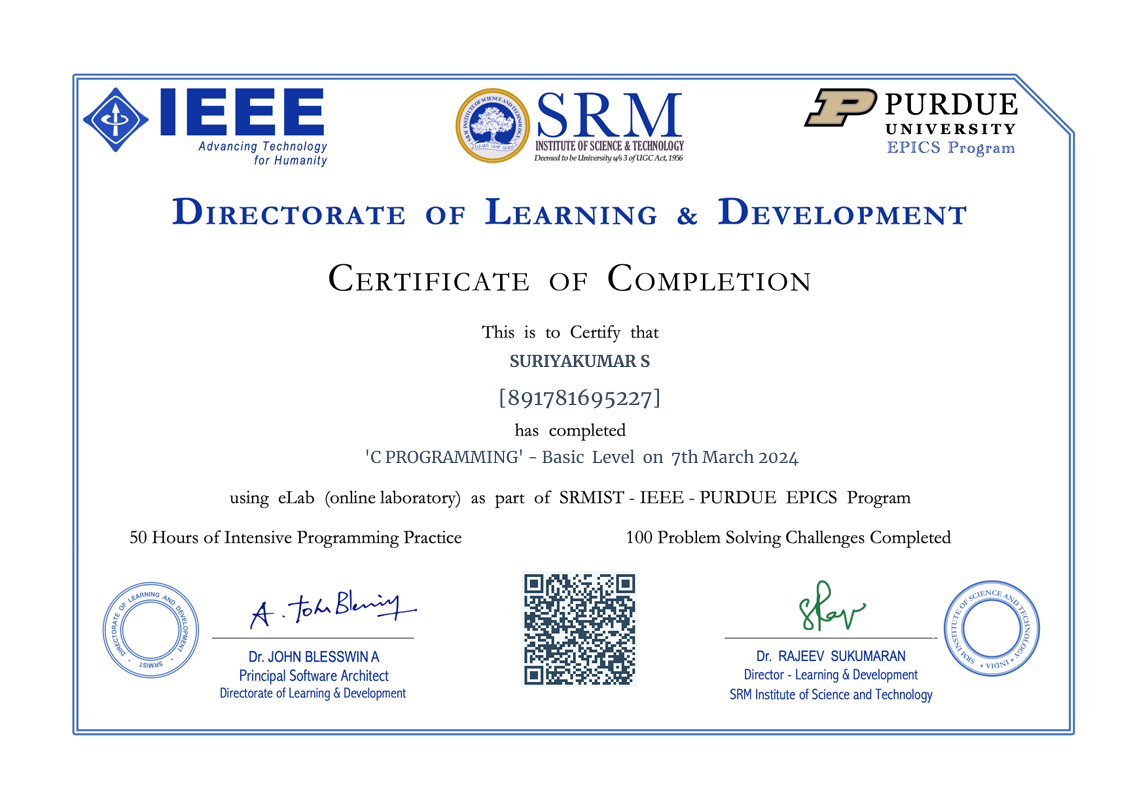 IEEE
Advancing Technology
for Humanity
SRM INSTITUTE OF SCIENCE AND TECHNOLOGY
LEARN LEAP LEAD
SRM
INSTITUTE OF SCIENCE & TECHNOLOGY
Deemed to be University u/s 3 of UGC Act, 1956
P PURDUE
UNIVERSITY
EPICS Program
DIRECTORATE OF LEARNING & DEVELOPMENT
CERTIFICATE OF COMPLETION
This is to Certify that
SURIYAKUMAR S
[891781695227]
has completed
'C PROGRAMMING' - Basic Level on 7th March 2024
using eLab (online laboratory) as part of SRMIST - IEEE - PURDUE EPICS Program
50 Hours of Intensive Programming Practice
100 Problem Solving Challenges Completed
DIRECTORATE OF LEARNING AND DEVELOPMENT
* SRMIST *
A. John Blesswin
Dr. JOHN BLESSWIN A
Principal Software Architect
Directorate of Learning & Development
Dr. RAJEEV SUKUMARAN
Director - Learning & Development
SRM Institute of Science and Technology
SRM INSTITUTE OF SCIENCE AND TECHNOLOGY
* INDIA *